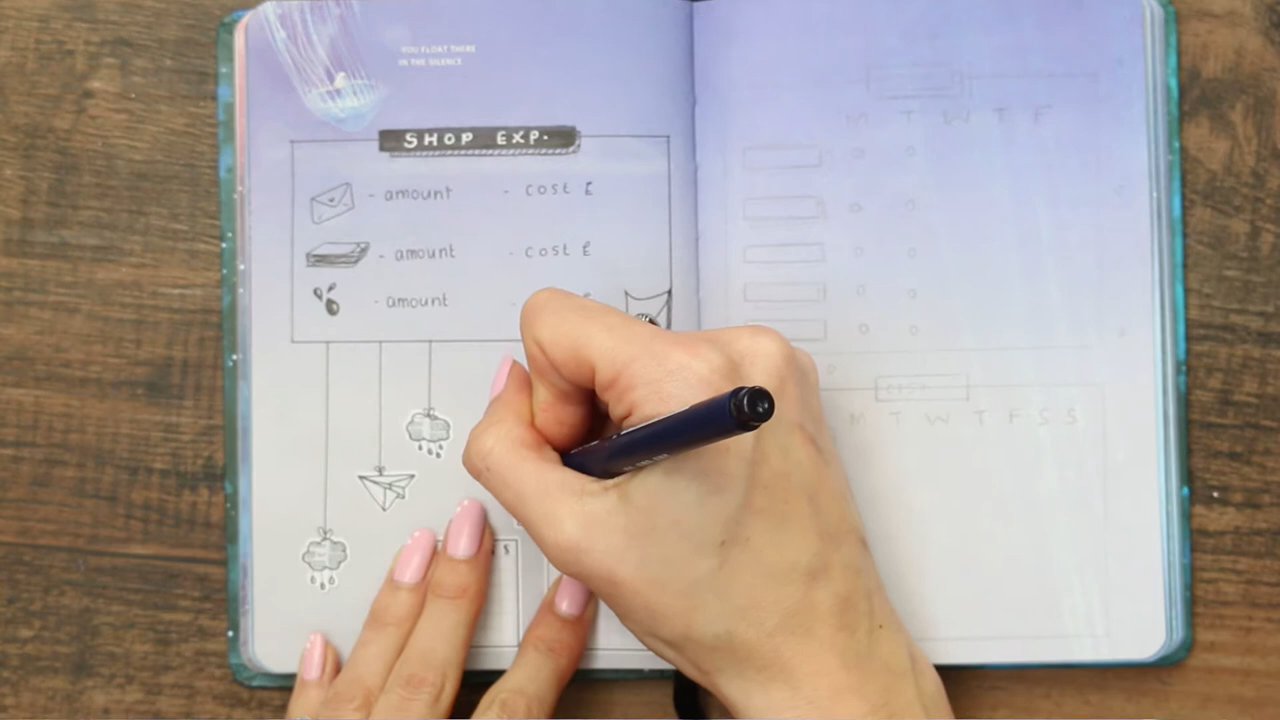 YOU FLOAT THERE
IN THE SILENCE
SHOP EXP.
- amount - cost £
- amount - cost £
- amount -
M T W T F
M T W T F S S